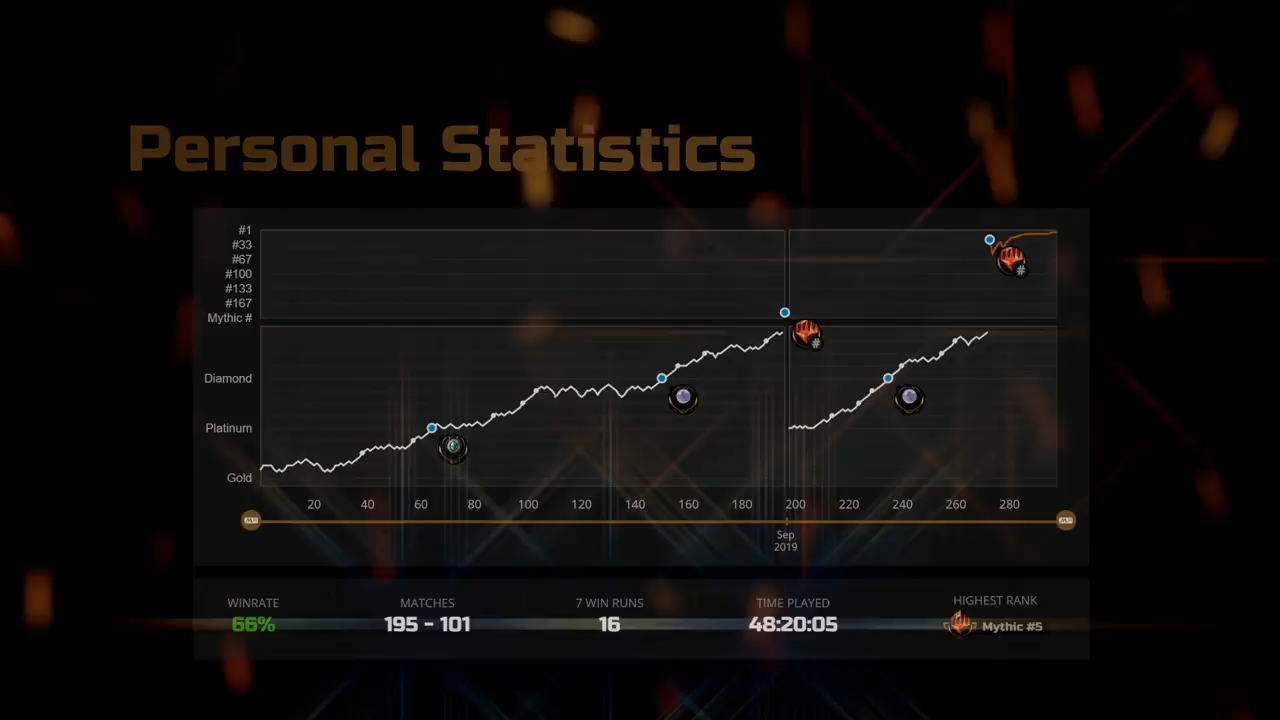 Personal Statistics
#1
#33
#67
#100
#133
#167
Mythic #
#
#
Diamond
Platinum
Gold
20 40 60 80 100 120 140 160 180 200 220 240 260 280
Sep
2019
WINRATE MATCHES 7 WIN RUNS TIME PLAYED HIGHEST RANK
66% 195 - 101 16 48:20:05 Mythic #5